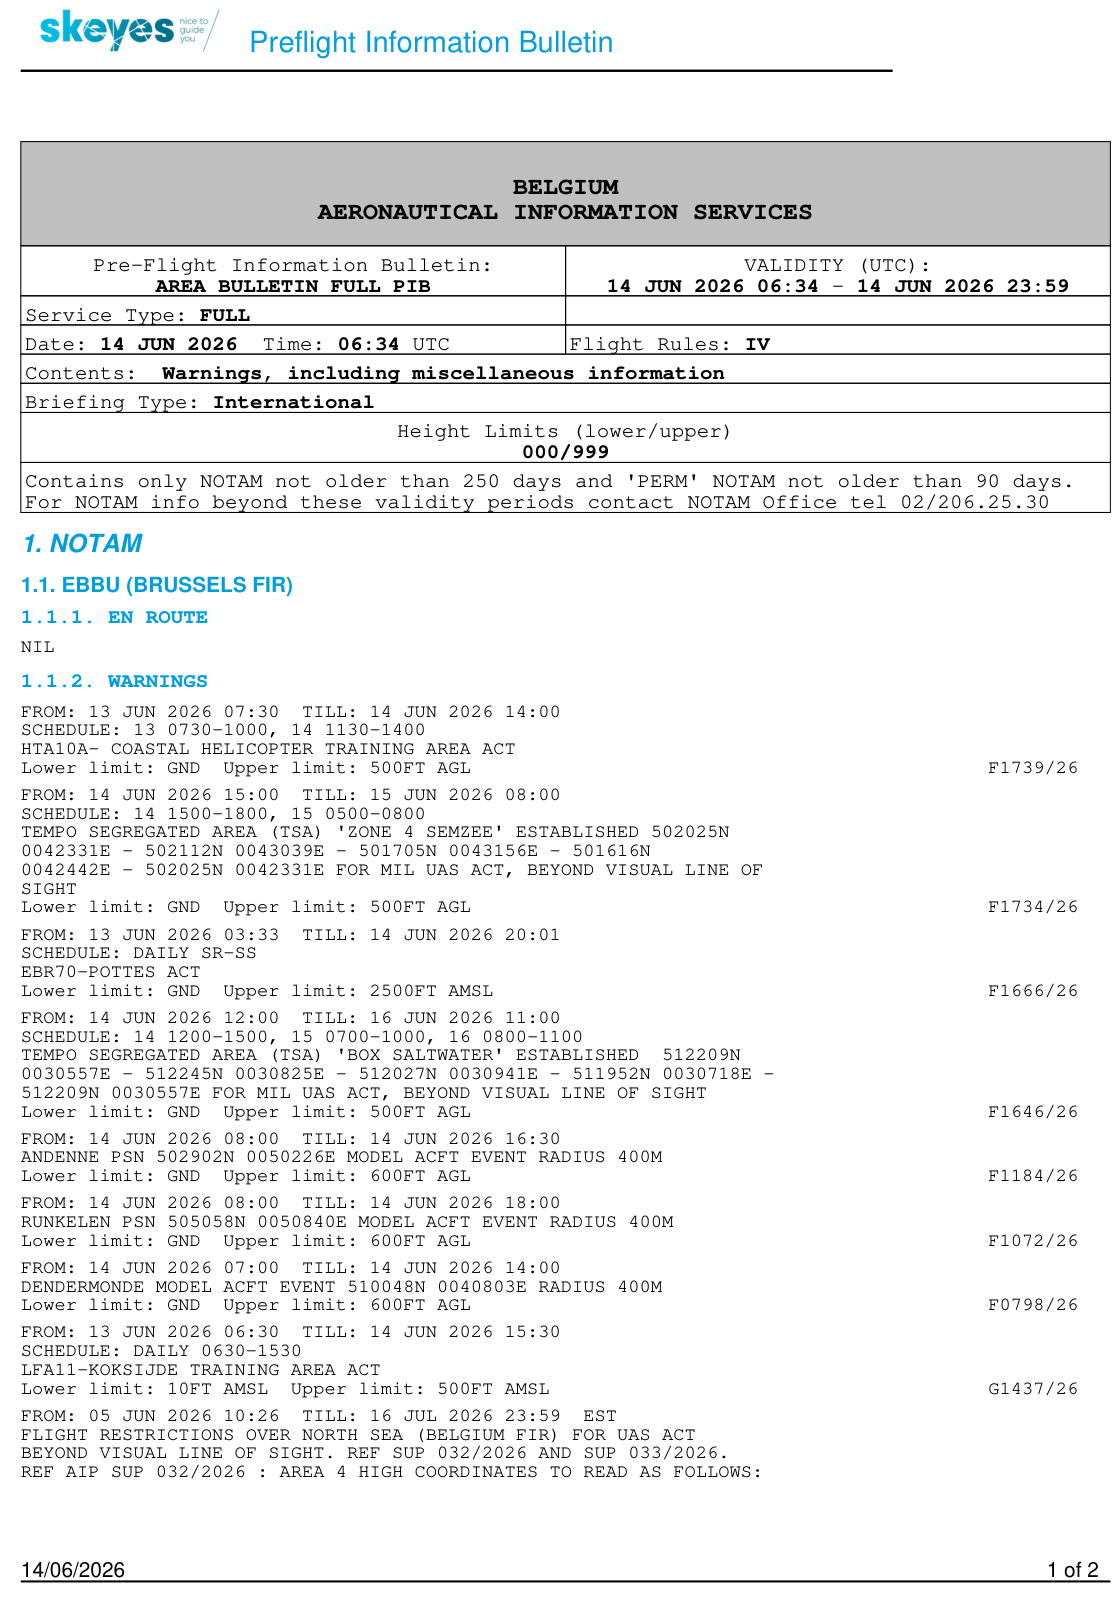 skeyes nice to guide you
Preflight Information Bulletin
BELGIUM
AERONAUTICAL INFORMATION SERVICES
Pre-Flight Information Bulletin:
AREA BULLETIN FULL PIB
VALIDITY (UTC):
14 JUN 2026 06:34 - 14 JUN 2026 23:59
Service Type: FULL
Date: 14 JUN 2026  Time: 06:34 UTC
Flight Rules: IV
Contents:  Warnings, including miscellaneous information
Briefing Type: International
Height Limits (lower/upper)
000/999
Contains only NOTAM not older than 250 days and 'PERM' NOTAM not older than 90 days.
For NOTAM info beyond these validity periods contact NOTAM Office tel 02/206.25.30
1. NOTAM
1.1. EBBU (BRUSSELS FIR)
1.1.1. EN ROUTE
NIL
1.1.2. WARNINGS
FROM: 13 JUN 2026 07:30  TILL: 14 JUN 2026 14:00
SCHEDULE: 13 0730-1000, 14 1130-1400
HTA10A- COASTAL HELICOPTER TRAINING AREA ACT
Lower limit: GND  Upper limit: 500FT AGL F1739/26
FROM: 14 JUN 2026 15:00  TILL: 15 JUN 2026 08:00
SCHEDULE: 14 1500-1800, 15 0500-0800
TEMPO SEGREGATED AREA (TSA) 'ZONE 4 SEMZEE' ESTABLISHED 502025N
0042331E - 502112N 0043039E - 501705N 0043156E - 501616N
0042442E - 502025N 0042331E FOR MIL UAS ACT, BEYOND VISUAL LINE OF
SIGHT
Lower limit: GND  Upper limit: 500FT AGL F1734/26
FROM: 13 JUN 2026 03:33  TILL: 14 JUN 2026 20:01
SCHEDULE: DAILY SR-SS
EBR70-POTTES ACT
Lower limit: GND  Upper limit: 2500FT AMSL F1666/26
FROM: 14 JUN 2026 12:00  TILL: 16 JUN 2026 11:00
SCHEDULE: 14 1200-1500, 15 0700-1000, 16 0800-1100
TEMPO SEGREGATED AREA (TSA) 'BOX SALTWATER' ESTABLISHED  512209N
0030557E - 512245N 0030825E - 512027N 0030941E - 511952N 0030718E -
512209N 0030557E FOR MIL UAS ACT, BEYOND VISUAL LINE OF SIGHT
Lower limit: GND  Upper limit: 500FT AGL F1646/26
FROM: 14 JUN 2026 08:00  TILL: 14 JUN 2026 16:30
ANDENNE PSN 502902N 0050226E MODEL ACFT EVENT RADIUS 400M
Lower limit: GND  Upper limit: 600FT AGL F1184/26
FROM: 14 JUN 2026 08:00  TILL: 14 JUN 2026 18:00
RUNKELEN PSN 505058N 0050840E MODEL ACFT EVENT RADIUS 400M
Lower limit: GND  Upper limit: 600FT AGL F1072/26
FROM: 14 JUN 2026 07:00  TILL: 14 JUN 2026 14:00
DENDERMONDE MODEL ACFT EVENT 510048N 0040803E RADIUS 400M
Lower limit: GND  Upper limit: 600FT AGL F0798/26
FROM: 13 JUN 2026 06:30  TILL: 14 JUN 2026 15:30
SCHEDULE: DAILY 0630-1530
LFA11-KOKSIJDE TRAINING AREA ACT
Lower limit: 10FT AMSL  Upper limit: 500FT AMSL G1437/26
FROM: 05 JUN 2026 10:26  TILL: 16 JUL 2026 23:59  EST
FLIGHT RESTRICTIONS OVER NORTH SEA (BELGIUM FIR) FOR UAS ACT
BEYOND VISUAL LINE OF SIGHT. REF SUP 032/2026 AND SUP 033/2026.
REF AIP SUP 032/2026 : AREA 4 HIGH COORDINATES TO READ AS FOLLOWS:
14/06/2026
1 of 2